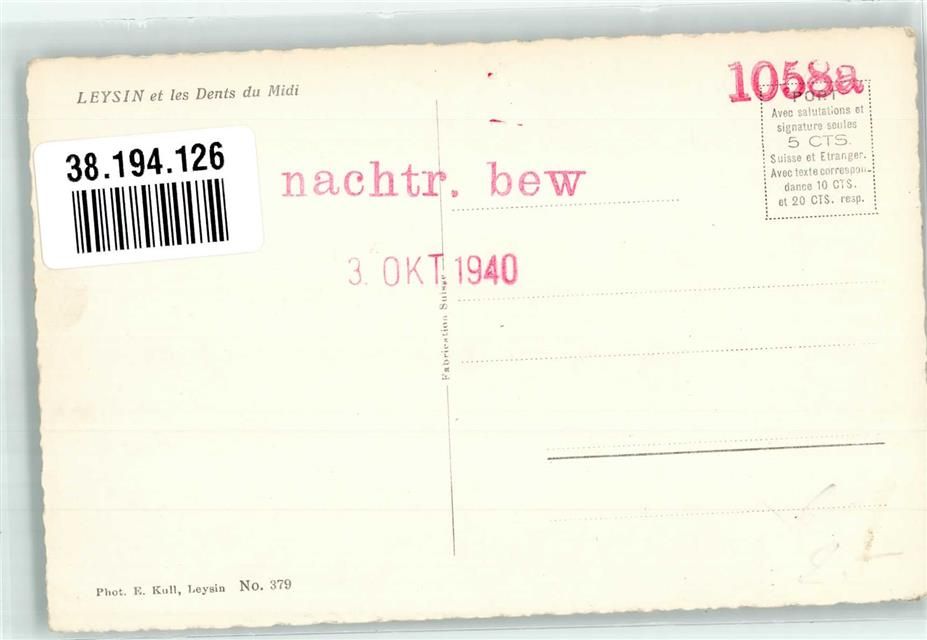 LEYSIN et les Dents du Midi
1058a
PORT
Avec salutations et
signature seules
5 CTS.
Suisse et Etranger.
Avec texte correspon-
dance 10 CTS.
et 20 CTS. resp.
38.194.126
nachtr. bew
3. OKT 1940
Fabrication Suisse
Phot. E. Kull, Leysin No. 379